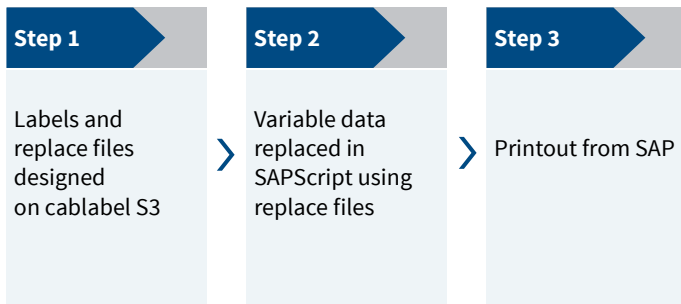 Step 1
Labels and
replace files
designed
on cablabel S3
Step 2
Variable data
replaced in
SAPScript using
replace files
Step 3
Printout from SAP